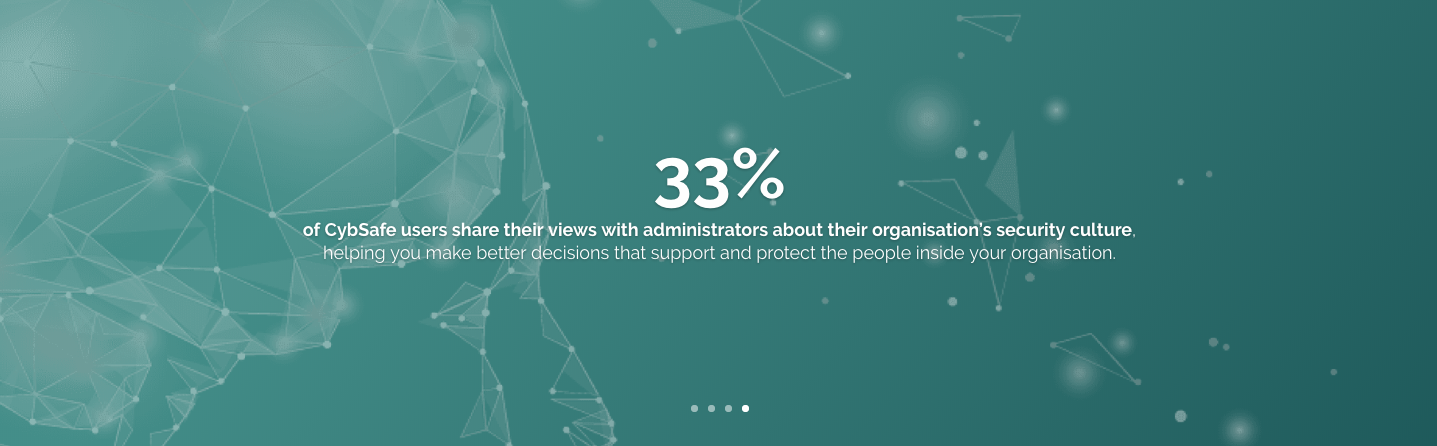 33%
of CybSafe users share their views with administrators about their organisation's security culture,
helping you make better decisions that support and protect the people inside your organisation.